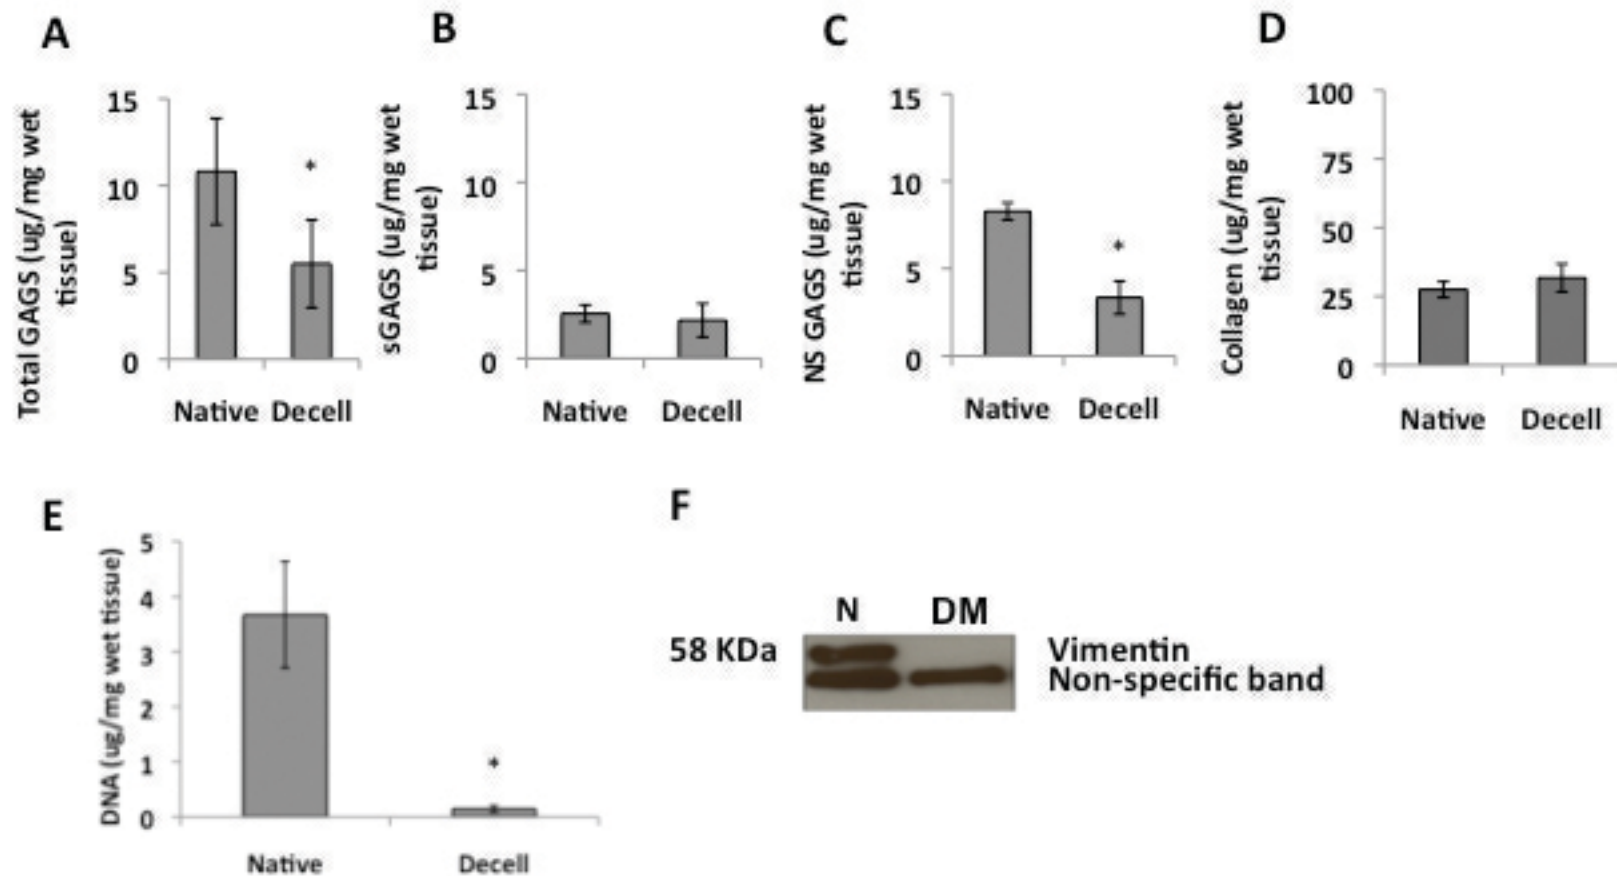 A
Total GAGS (ug/mg wet
tissue)
15
10
5
0
*
Native Decell
B
sGAGS (ug/mg wet
tissue)
15
10
5
0
Native Decell
C
NS GAGS (ug/mg wet
tissue)
15
10
5
0
*
Native Decell
D
Collagen (ug/mg wet
tissue)
100
75
50
25
0
Native Decell
E
DNA (ug/mg wet tissue)
5
4
3
2
1
0
*
Native Decell
F
N DM
58 KDa
Vimentin
Non-specific band